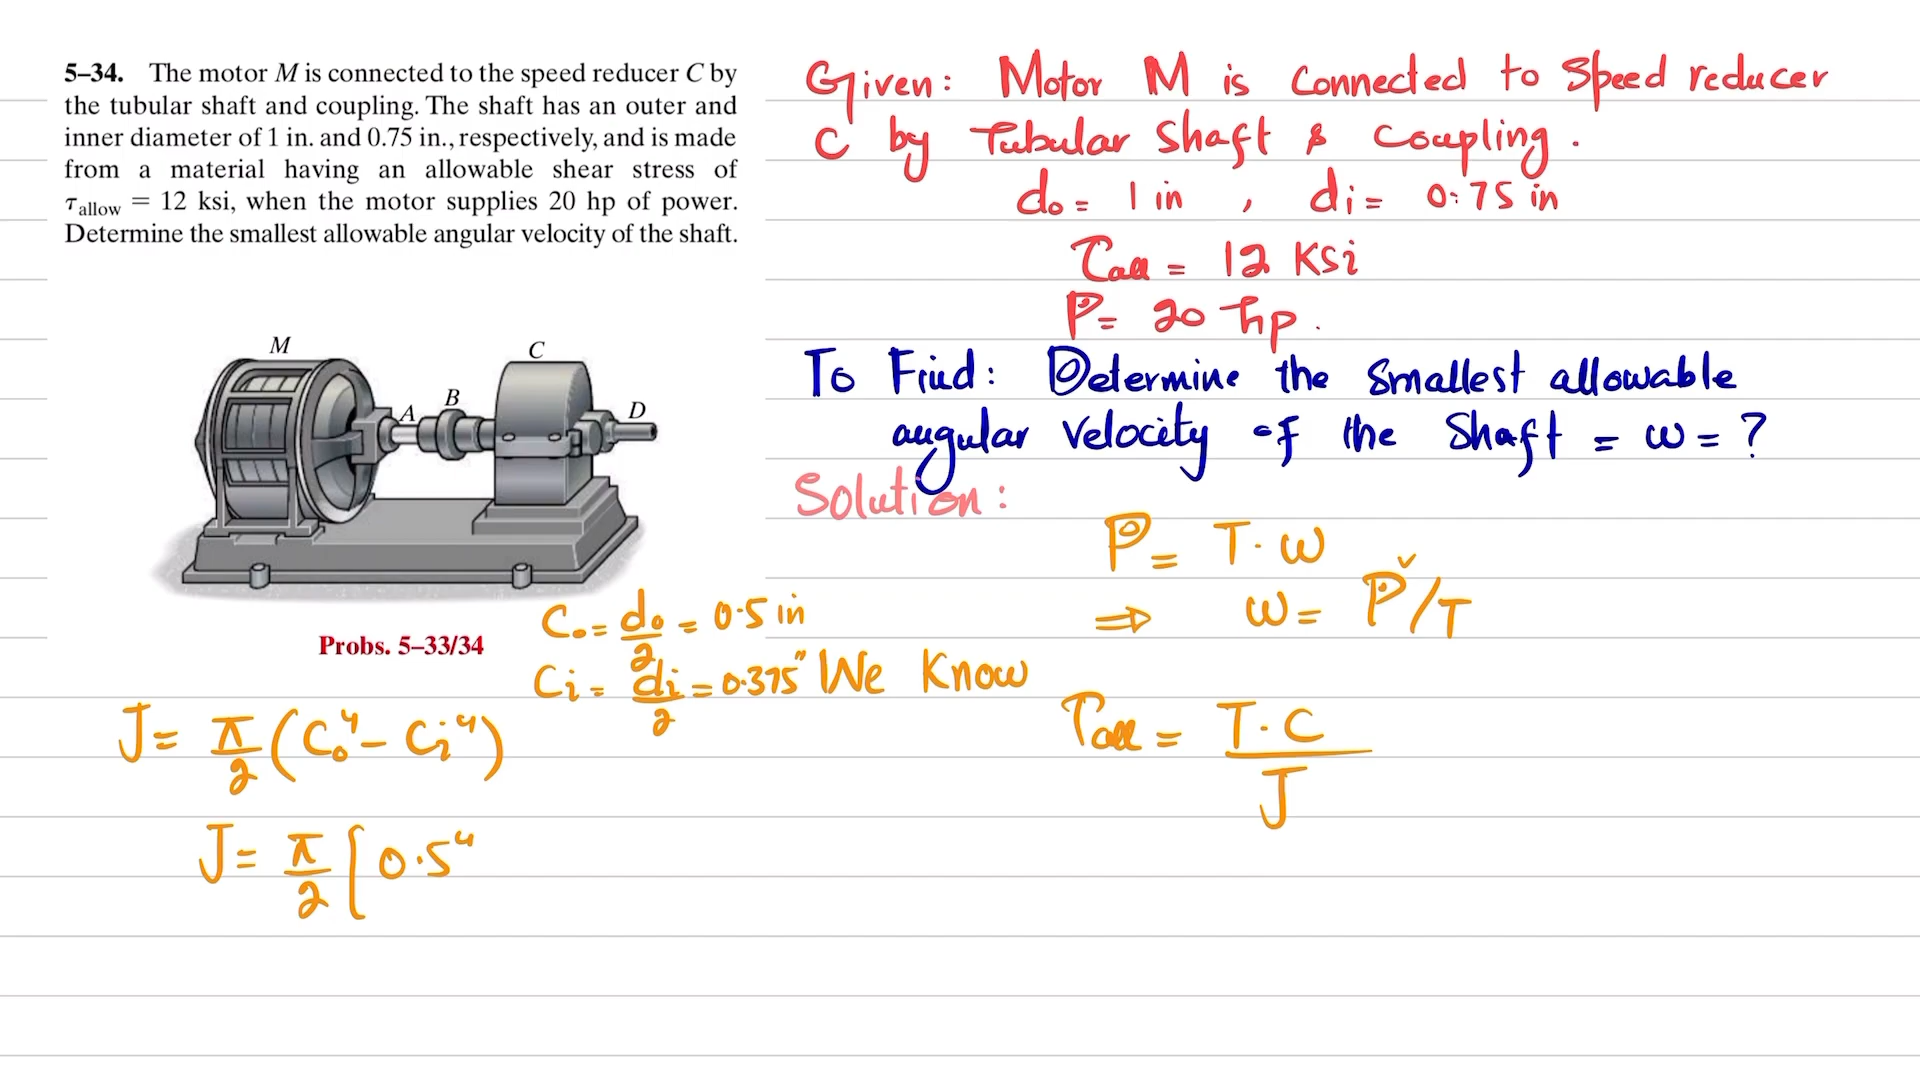 5–34. The motor M is connected to the speed reducer C by
the tubular shaft and coupling. The shaft has an outer and
inner diameter of 1 in. and 0.75 in., respectively, and is made
from a material having an allowable shear stress of
τallow = 12 ksi, when the motor supplies 20 hp of power.
Determine the smallest allowable angular velocity of the shaft.
M
C
B
A
D
Probs. 5–33/34
Given: Motor M is Connected to Speed reducer
C by Tubular Shaft & Coupling.
do = 1 in , di = 0.75 in
τall = 12 Ksi
P = 20 hp.
To Find: Determine the Smallest allowable
angular Velocity of the Shaft = ω = ?
Solution:
P = T·ω
⇒ ω = P/T
Co = do/2 = 0.5 in
Ci = di/2 = 0.375" We Know
τall = T·C/J
J = π/2 (Co⁴ – Ci⁴)
J = π/2 [0.5⁴